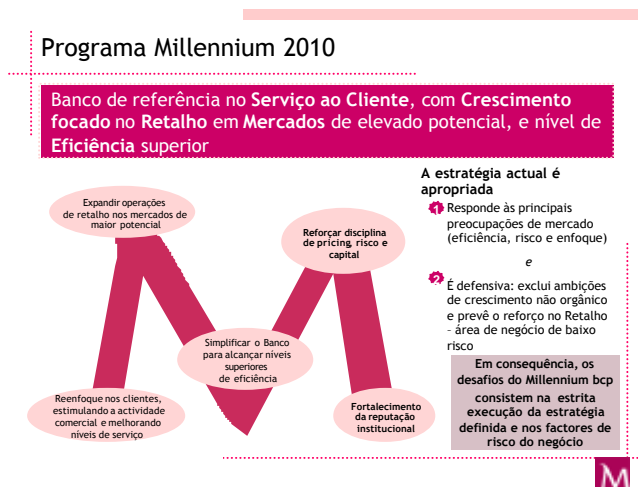 Programa Millennium 2010
Banco de referência no Serviço ao Cliente, com Crescimento
focado no Retalho em Mercados de elevado potencial, e nível de
Eficiência superior
Expandir operações
de retalho nos mercados de
maior potencial
Reforçar disciplina
de pricing, risco e
capital
Simplificar o Banco
para alcançar níveis
superiores
de eficiência
Reenfoque nos clientes,
estimulando a actividade
comercial e melhorando
níveis de serviço
Fortalecimento
da reputação
institucional
A estratégia actual é
apropriada
1 Responde às principais
preocupações de mercado
(eficiência, risco e enfoque)
e
2 É defensiva: exclui ambições
de crescimento não orgânico
e prevê o reforço no Retalho
- área de negócio de baixo
risco
Em consequência, os
desafios do Millennium bcp
consistem na estrita
execução da estratégia
definida e nos factores de
risco do negócio
M